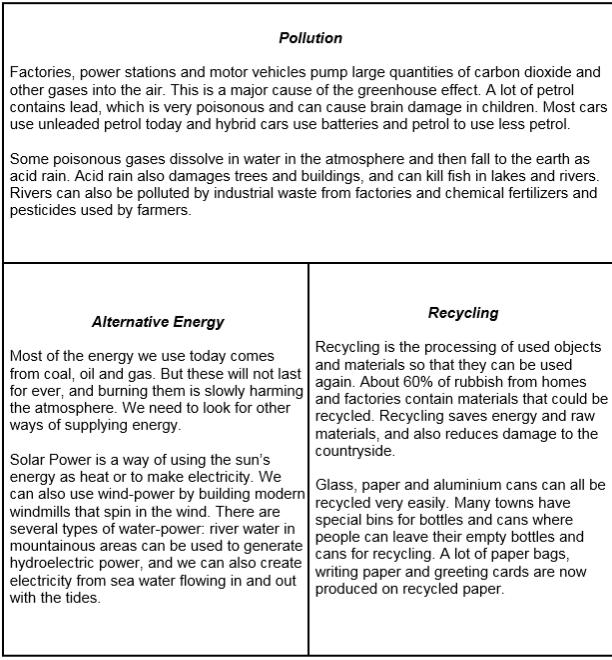 Pollution
Factories, power stations and motor vehicles pump large quantities of carbon dioxide and
other gases into the air. This is a major cause of the greenhouse effect. A lot of petrol
contains lead, which is very poisonous and can cause brain damage in children. Most cars
use unleaded petrol today and hybrid cars use batteries and petrol to use less petrol.
Some poisonous gases dissolve in water in the atmosphere and then fall to the earth as
acid rain. Acid rain also damages trees and buildings, and can kill fish in lakes and rivers.
Rivers can also be polluted by industrial waste from factories and chemical fertilizers and
pesticides used by farmers.
Alternative Energy
Most of the energy we use today comes
from coal, oil and gas. But these will not last
for ever, and burning them is slowly harming
the atmosphere. We need to look for other
ways of supplying energy.
Solar Power is a way of using the sun's
energy as heat or to make electricity. We
can also use wind-power by building modern
windmills that spin in the wind. There are
several types of water-power: river water in
mountainous areas can be used to generate
hydroelectric power, and we can also create
electricity from sea water flowing in and out
with the tides.
Recycling
Recycling is the processing of used objects
and materials so that they can be used
again. About 60% of rubbish from homes
and factories contain materials that could be
recycled. Recycling saves energy and raw
materials, and also reduces damage to the
countryside.
Glass, paper and aluminium cans can all be
recycled very easily. Many towns have
special bins for bottles and cans where
people can leave their empty bottles and
cans for recycling. A lot of paper bags,
writing paper and greeting cards are now
produced on recycled paper.